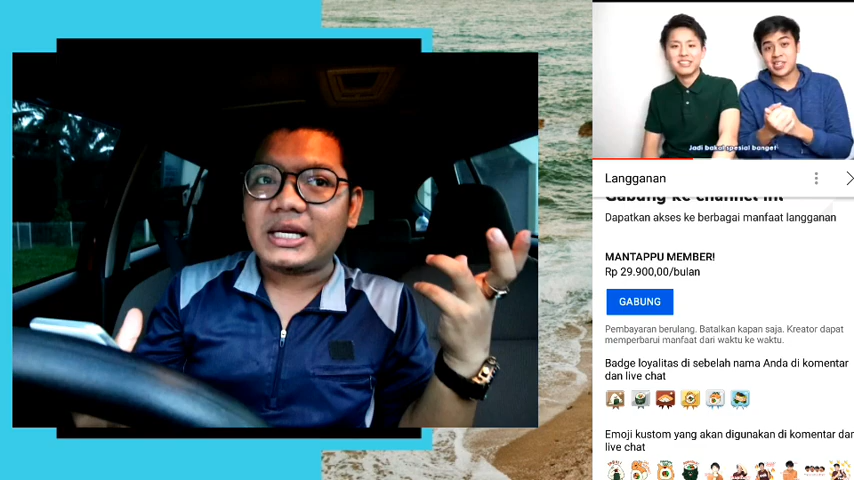 Jadi bakal spesial banget
Langganan
Gabung ke channel ini
Dapatkan akses ke berbagai manfaat langganan
MANTAPPU MEMBER!
Rp 29.900,00/bulan
GABUNG
Pembayaran berulang. Batalkan kapan saja. Kreator dapat
memperbarui manfaat dari waktu ke waktu.
Badge loyalitas di sebelah nama Anda di komentar
dan live chat
Emoji kustom yang akan digunakan di komentar dan
live chat